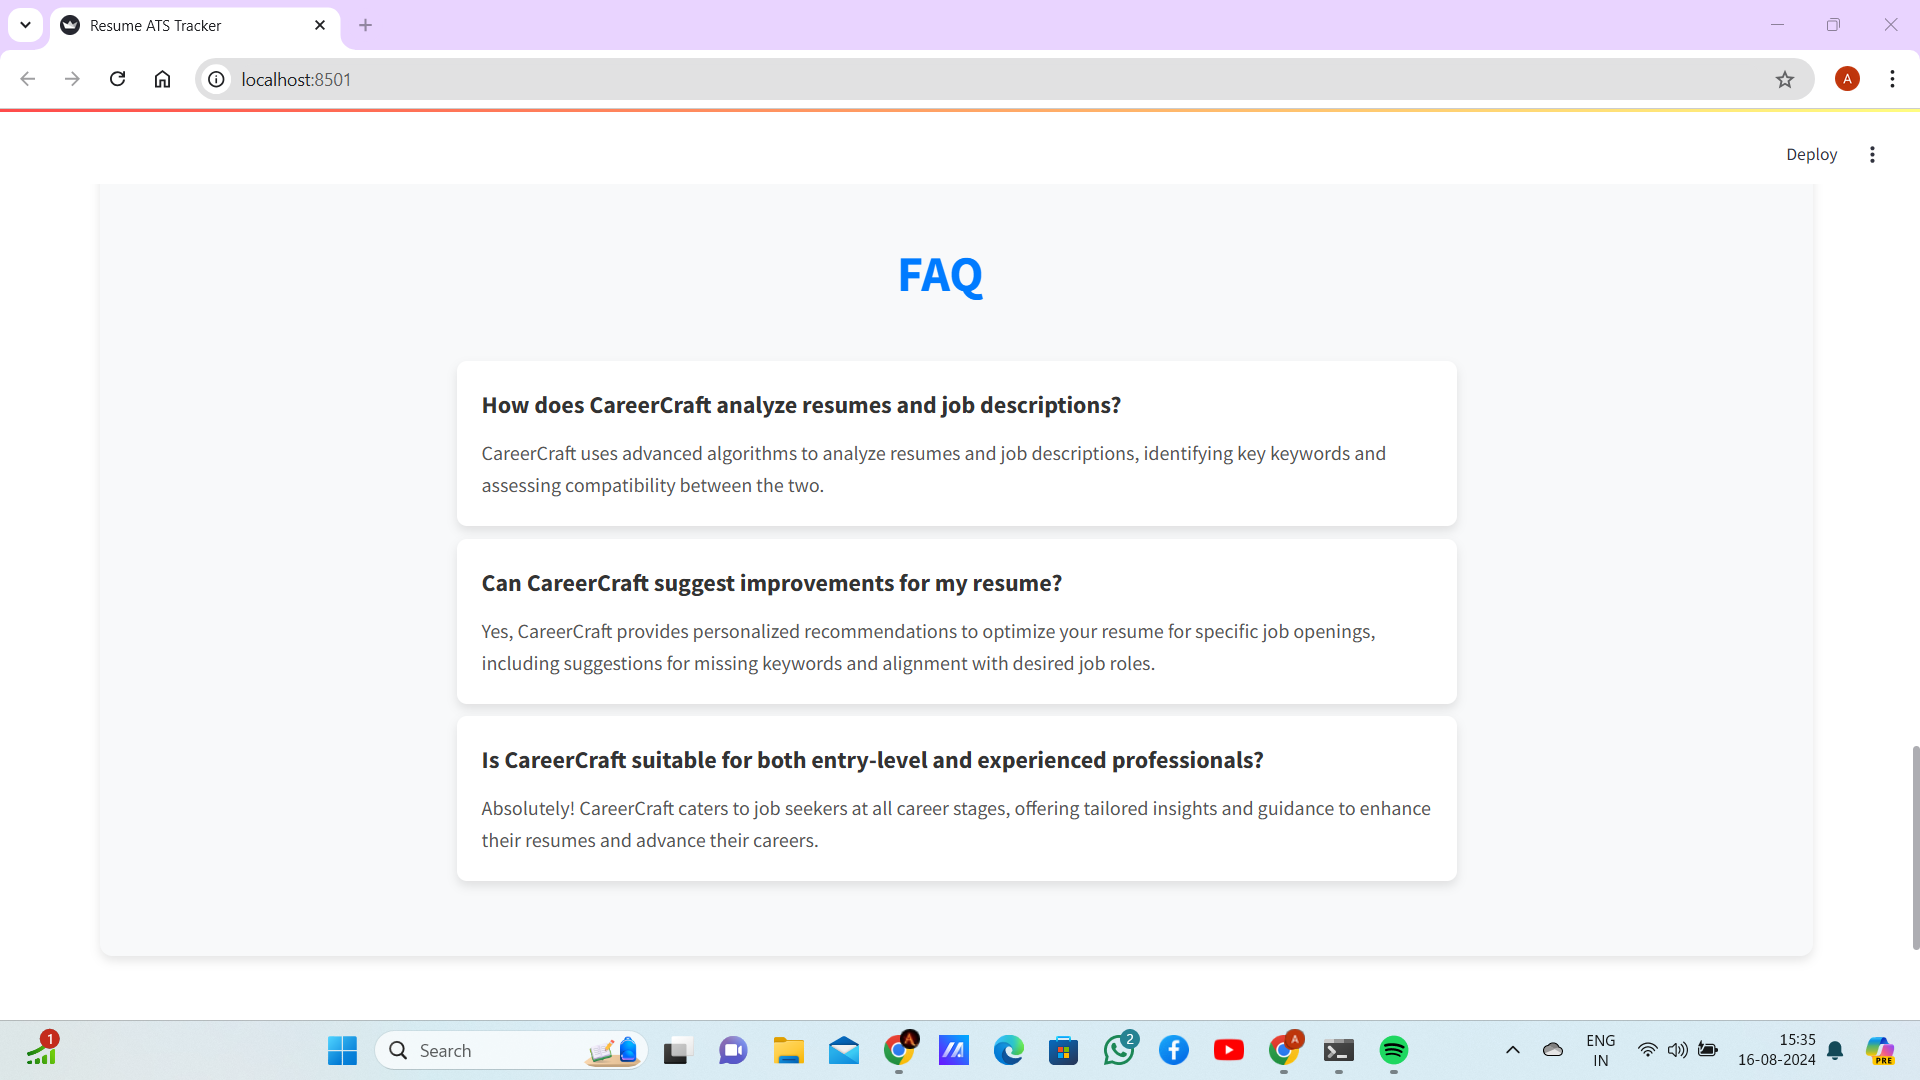 Resume ATS Tracker
localhost:8501
A
Deploy
FAQ
How does CareerCraft analyze resumes and job descriptions?
CareerCraft uses advanced algorithms to analyze resumes and job descriptions, identifying key keywords and
assessing compatibility between the two.
Can CareerCraft suggest improvements for my resume?
Yes, CareerCraft provides personalized recommendations to optimize your resume for specific job openings,
including suggestions for missing keywords and alignment with desired job roles.
Is CareerCraft suitable for both entry-level and experienced professionals?
Absolutely! CareerCraft caters to job seekers at all career stages, offering tailored insights and guidance to enhance
their resumes and advance their careers.
1
Search
A
2
A
ENG
IN
15:35
16-08-2024
PRE